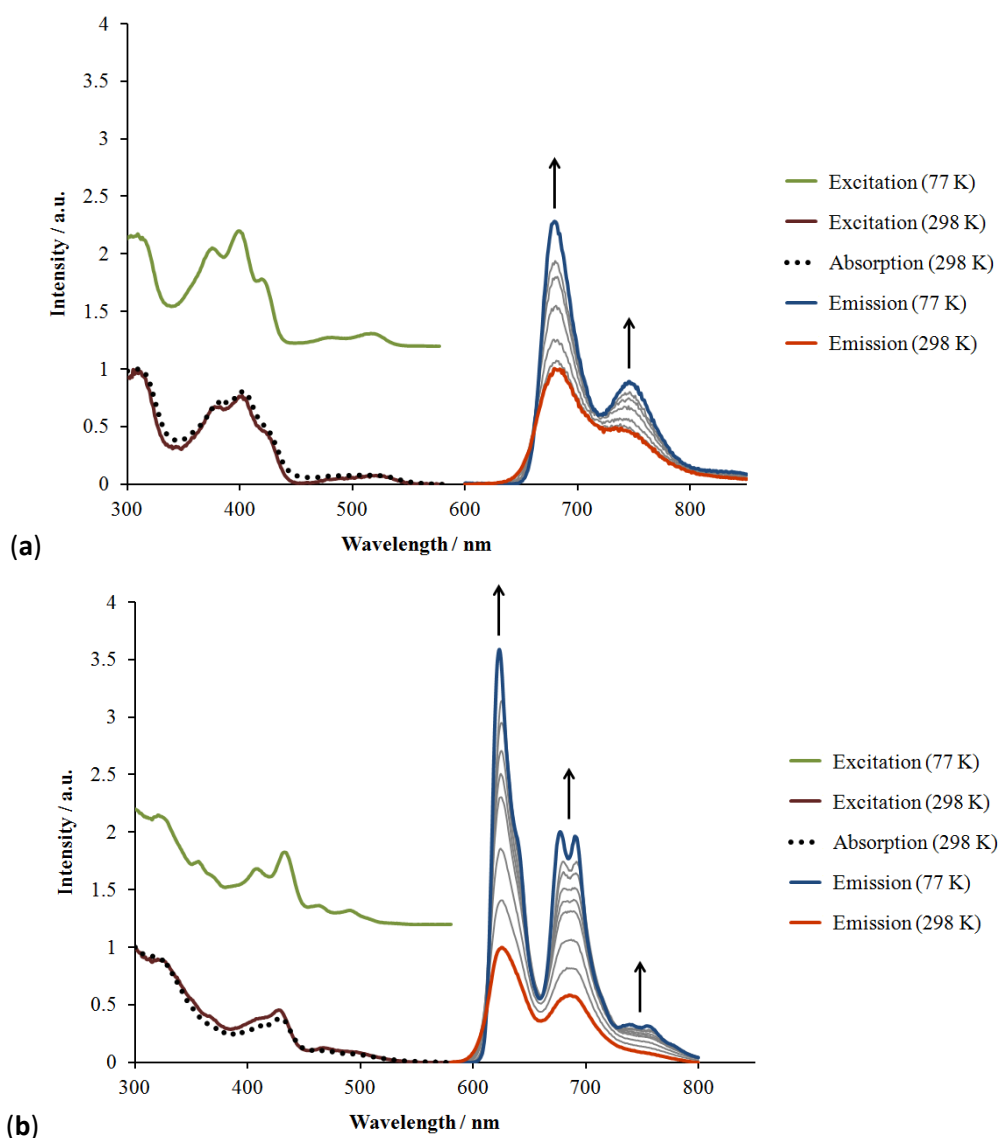 4
3.5
3
2.5
2
1.5
1
0.5
0
Intensity / a.u.
300 400 500 600 700 800
Wavelength / nm
Excitation (77 K)
Excitation (298 K)
Absorption (298 K)
Emission (77 K)
Emission (298 K)
(a)
4
3.5
3
2.5
2
1.5
1
0.5
0
Intensity / a.u.
300 400 500 600 700 800
Wavelength / nm
Excitation (77 K)
Excitation (298 K)
Absorption (298 K)
Emission (77 K)
Emission (298 K)
(b)